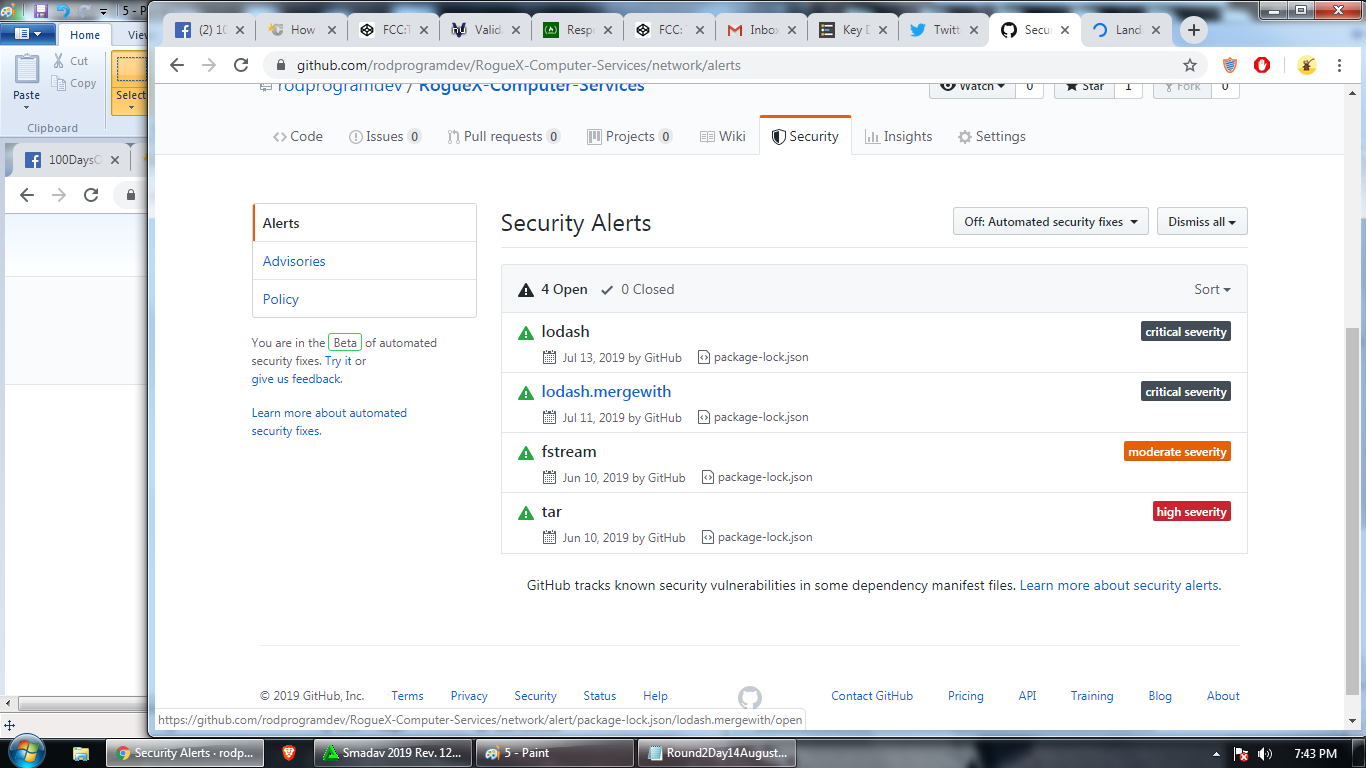 5 - P
Home
View
Paste
Cut
Copy
Select
Clipboard
100DaysO
(2) 10
How
FCC:T
Valid
Resp
FCC:
Inbox
Key D
Twitt
Secu
Land
github.com/rodprogramdev/RogueX-Computer-Services/network/alerts
rodprogramdev / RogueX-Computer-Services
Watch 0
Star 1
Fork 0
Code
Issues 0
Pull requests 0
Projects 0
Wiki
Security
Insights
Settings
Alerts
Advisories
Policy
You are in the Beta of automated
security fixes. Try it or
give us feedback.
Learn more about automated
security fixes.
Security Alerts
Off: Automated security fixes
Dismiss all
4 Open 0 Closed
Sort
lodash
critical severity
Jul 13, 2019 by GitHub package-lock.json
lodash.mergewith
critical severity
Jul 11, 2019 by GitHub package-lock.json
fstream
moderate severity
Jun 10, 2019 by GitHub package-lock.json
tar
high severity
Jun 10, 2019 by GitHub package-lock.json
GitHub tracks known security vulnerabilities in some dependency manifest files. Learn more about security alerts.
© 2019 GitHub, Inc. Terms Privacy Security Status Help
Contact GitHub Pricing API Training Blog About
https://github.com/rodprogramdev/RogueX-Computer-Services/network/alert/package-lock.json/lodash.mergewith/open
Security Alerts · rodp...
Smadav 2019 Rev. 12...
5 - Paint
Round2Day14August...
7:43 PM